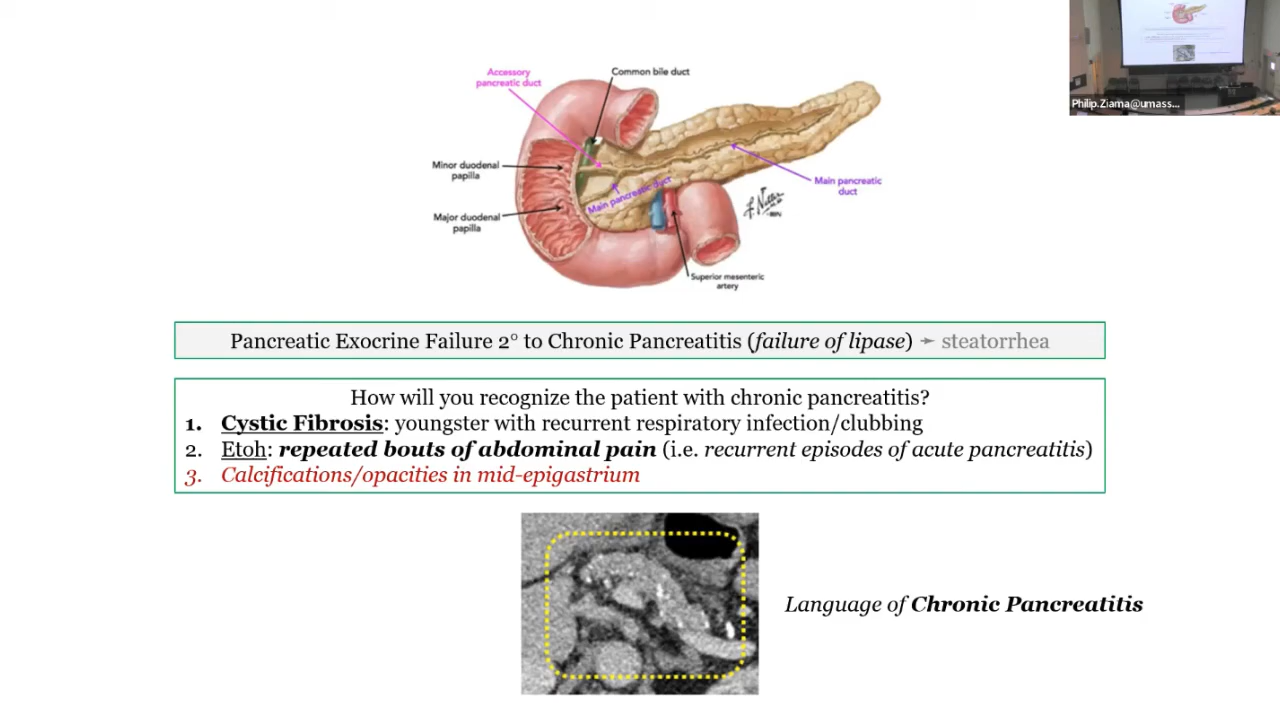 Accessory
pancreatic duct
Common bile duct
Minor duodenal
papilla
Major duodenal
papilla
Main pancreatic duct
Main pancreatic
duct
Superior mesenteric
artery
Philip.Ziama@umass...
Pancreatic Exocrine Failure 2° to Chronic Pancreatitis (failure of lipase) ➛ steatorrhea
How will you recognize the patient with chronic pancreatitis?
1. Cystic Fibrosis: youngster with recurrent respiratory infection/clubbing
2. Etoh: repeated bouts of abdominal pain (i.e. recurrent episodes of acute pancreatitis)
3. Calcifications/opacities in mid-epigastrium
Language of Chronic Pancreatitis